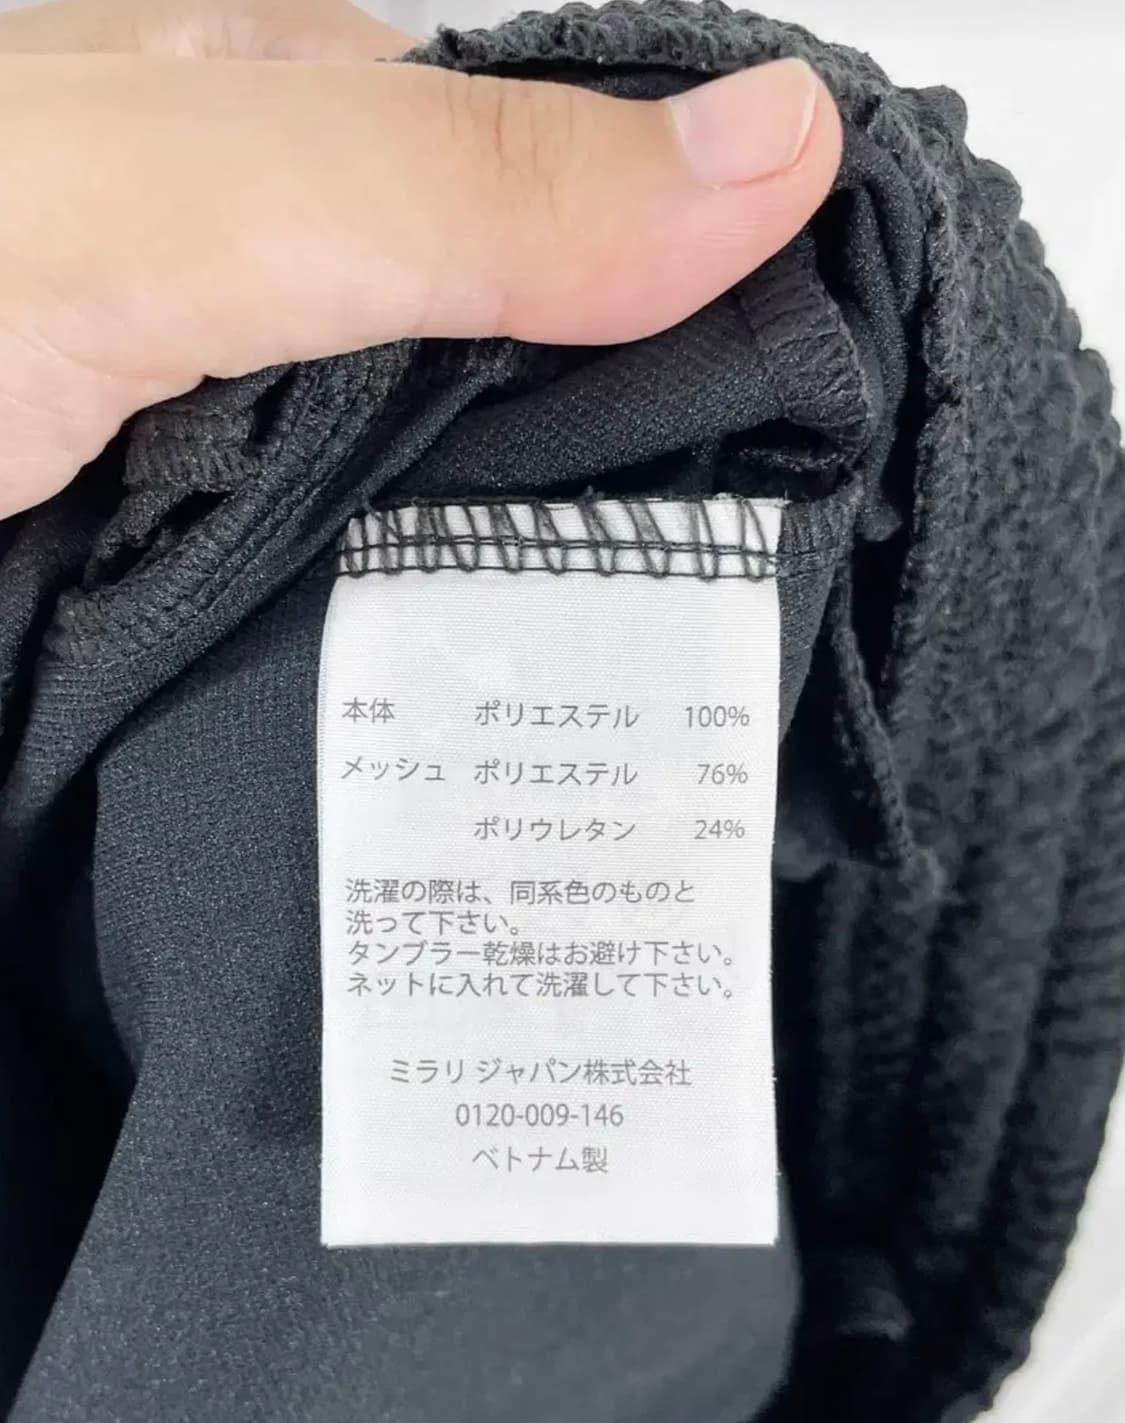 本体 ポリエステル 100%
メッシュ ポリエステル 76%
ポリウレタン 24%
洗濯の際は、同系色のものと
洗って下さい。
タンブラー乾燥はお避け下さい。
ネットに入れて洗濯して下さい。
ミラリ ジャパン株式会社
0120-009-146
ベトナム製